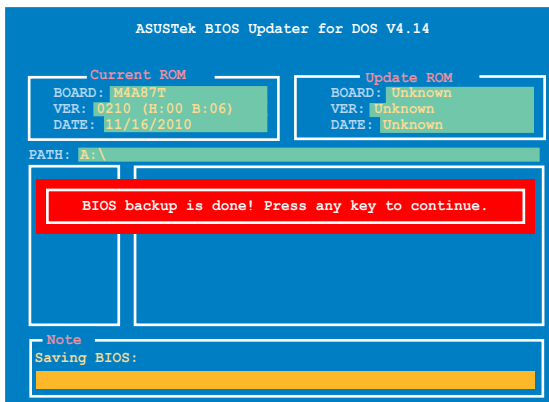 ASUSTek BIOS Updater for DOS V4.14
Current ROM
BOARD: M4A87T
VER: 0210 (H:00 B:06)
DATE: 11/16/2010
Update ROM
BOARD: Unknown
VER: Unknown
DATE: Unknown
PATH: A:\
BIOS backup is done! Press any key to continue.
Note
Saving BIOS: